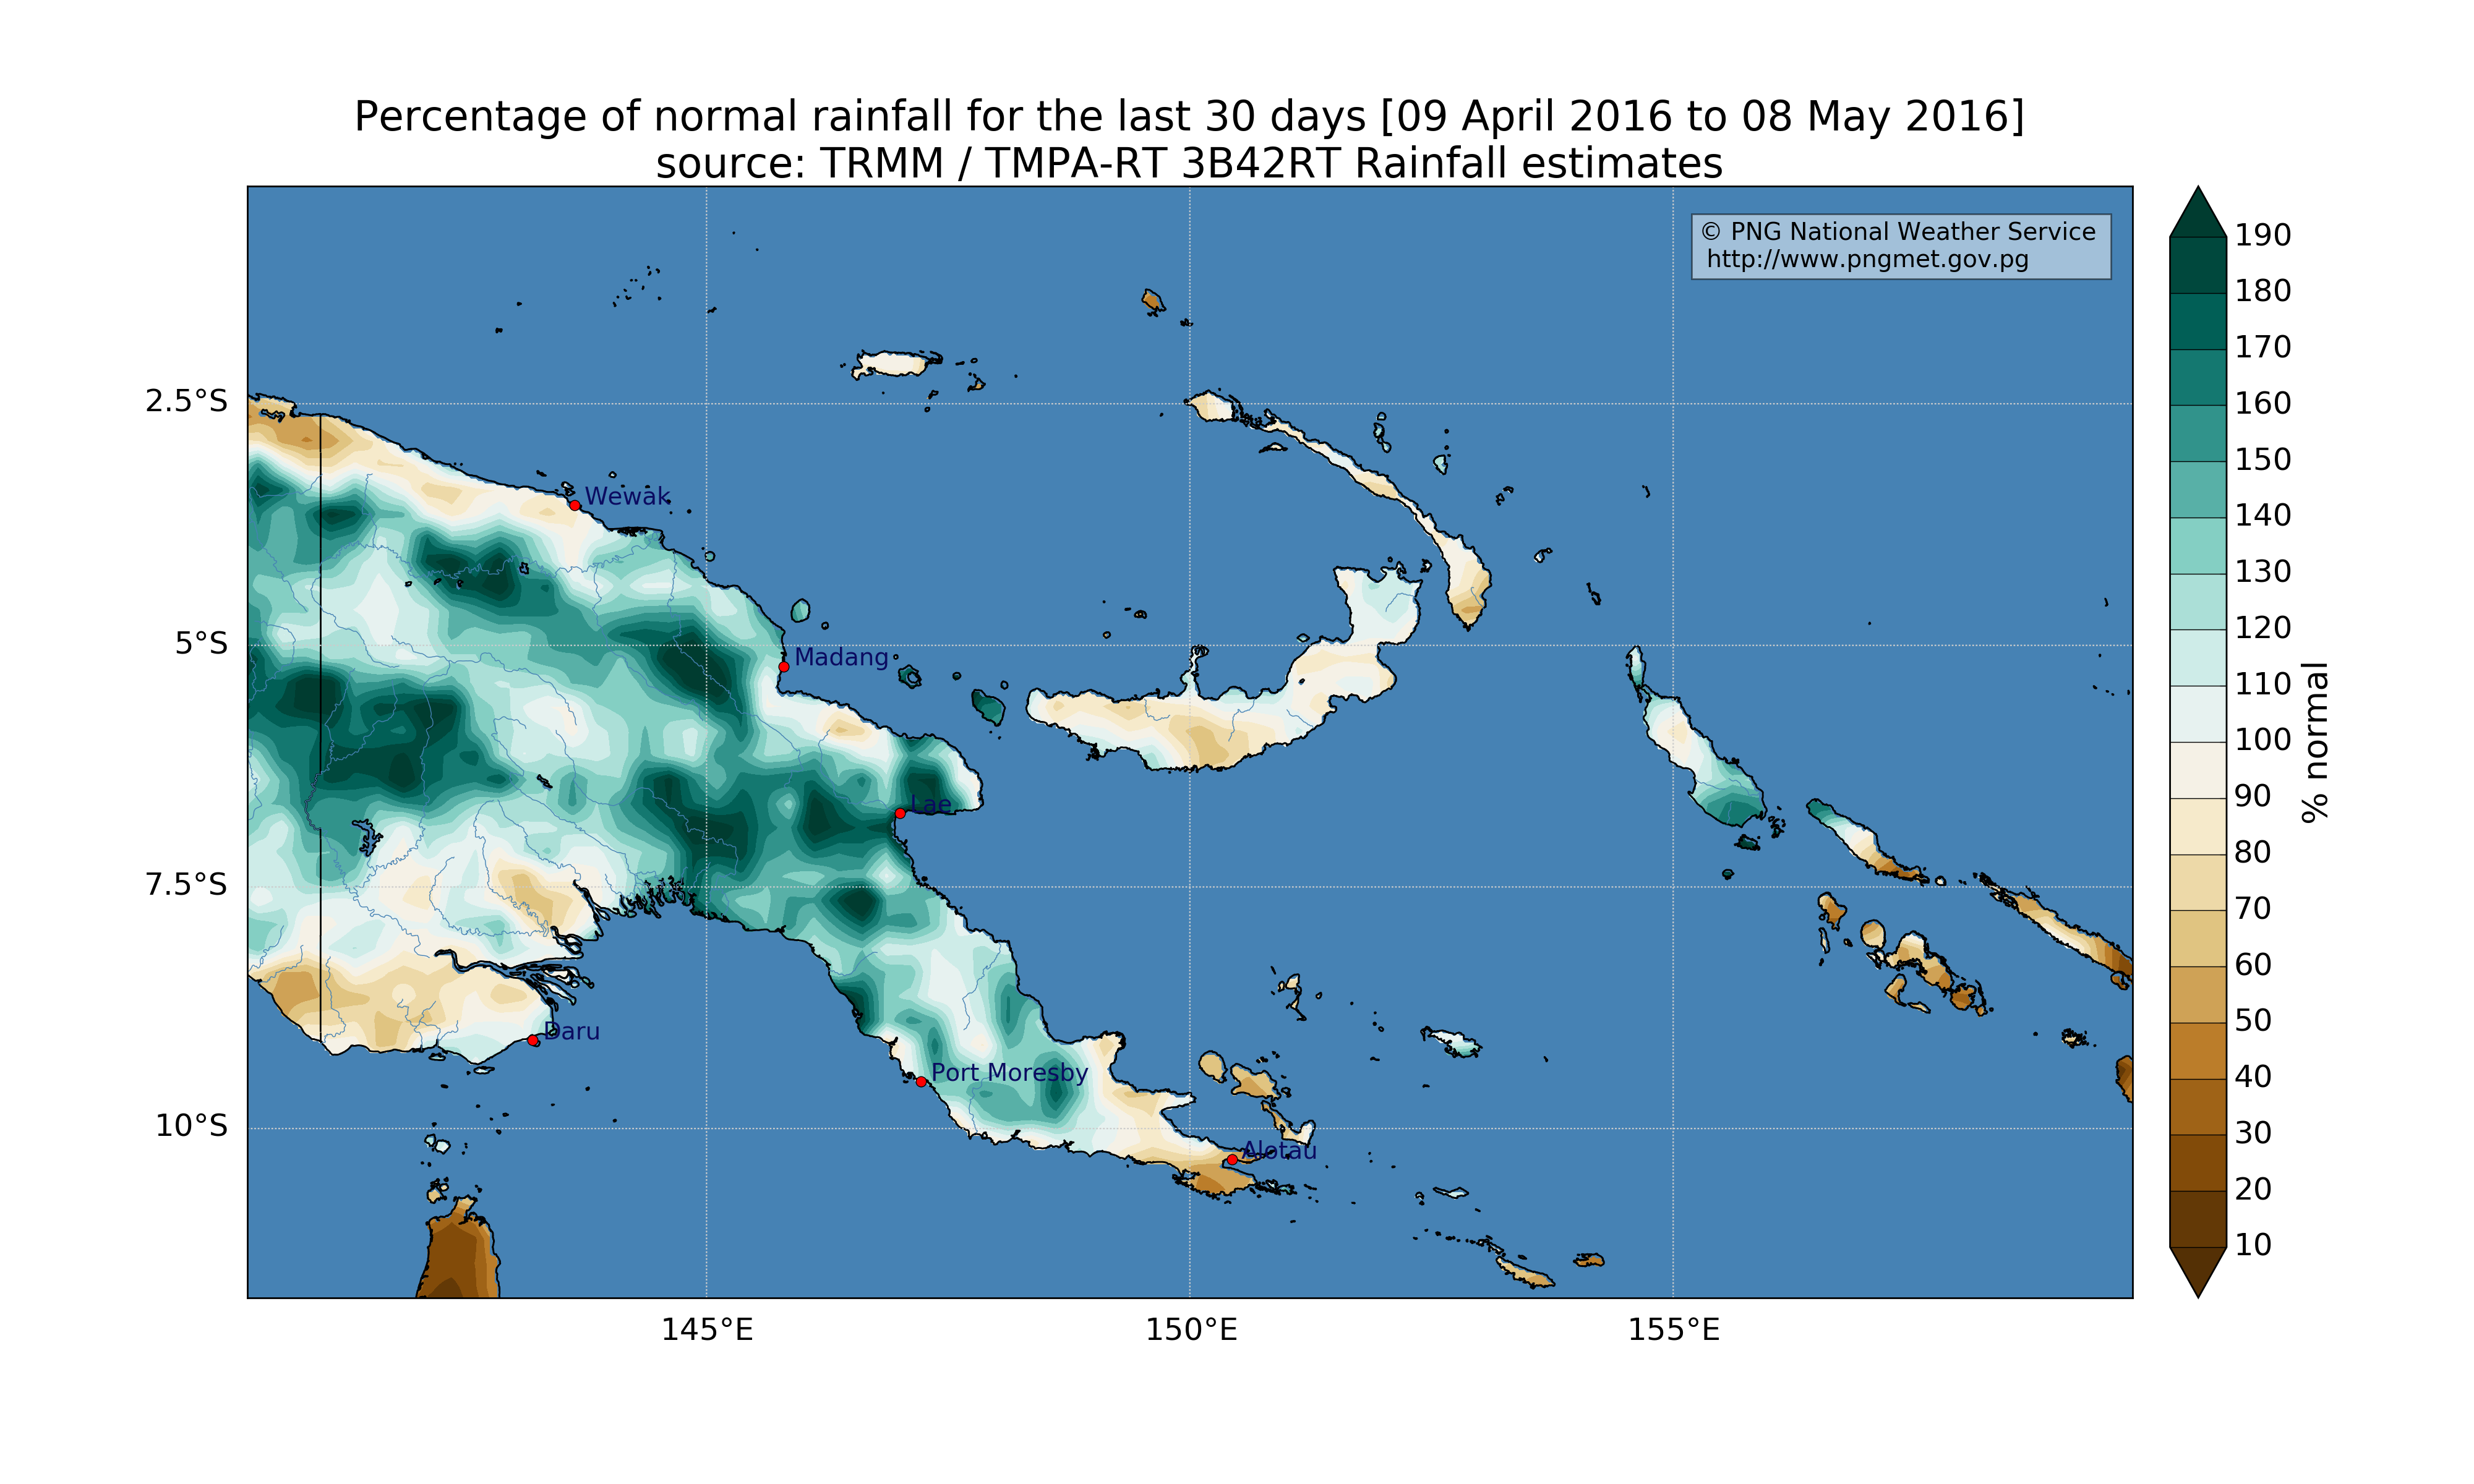 Percentage of normal rainfall for the last 30 days [09 April 2016 to 08 May 2016]
source: TRMM / TMPA-RT 3B42RT Rainfall estimates
© PNG National Weather Service
http://www.pngmet.gov.pg
2.5°S
5°S
7.5°S
10°S
Wewak
Madang
Lae
Daru
Port Moresby
Alotau
145°E
150°E
155°E
190
180
170
160
150
140
130
120
110
100
90
80
70
60
50
40
30
20
10
% normal